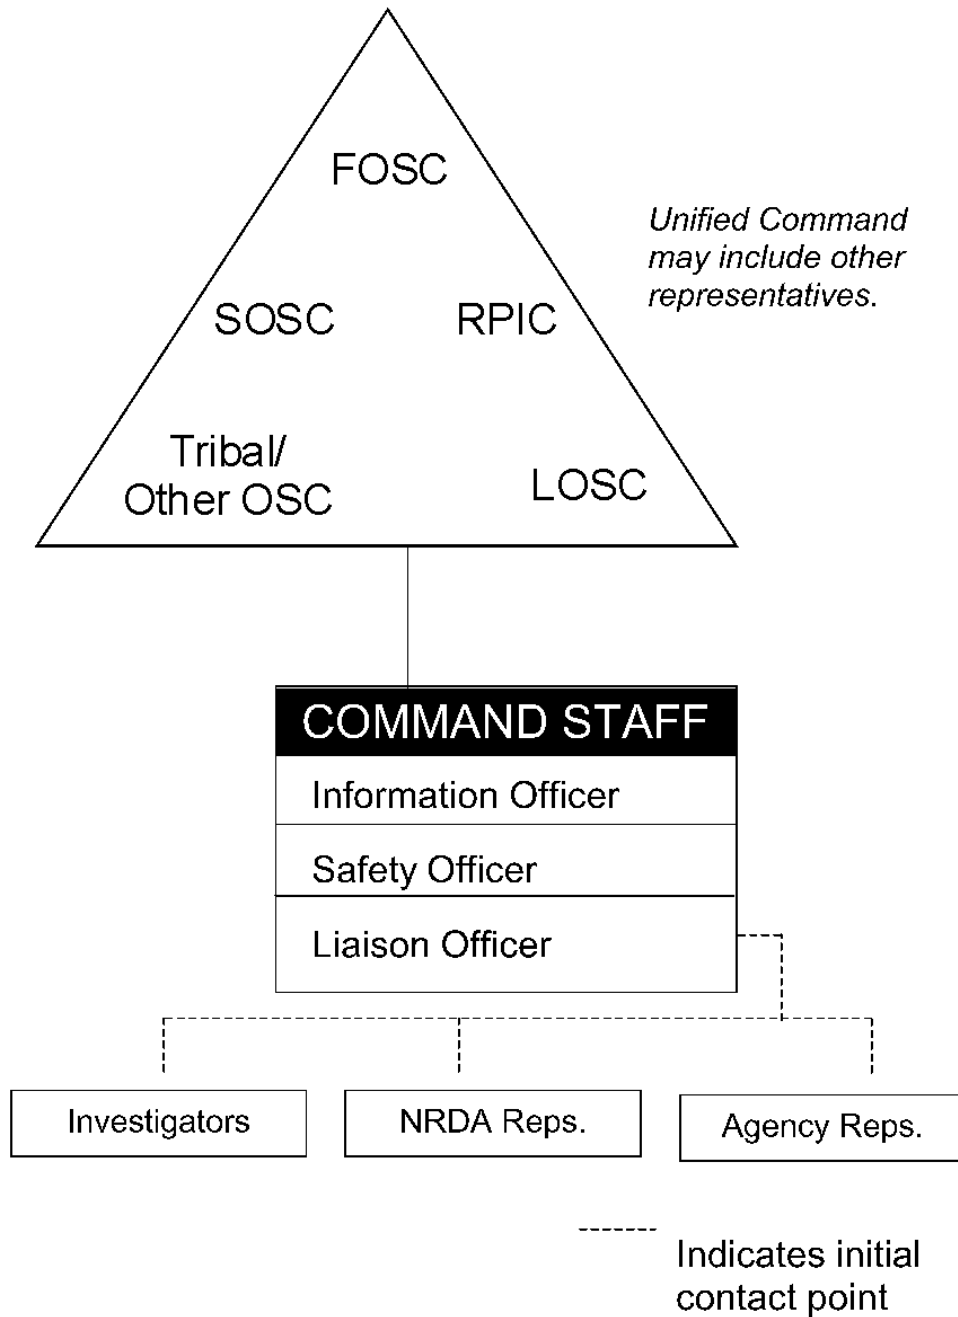 FOSC
Unified Command
may include other
representatives.
SOSC
RPIC
Tribal/
Other OSC
LOSC
COMMAND STAFF
Information Officer
Safety Officer
Liaison Officer
Investigators
NRDA Reps.
Agency Reps.
Indicates initial
contact point